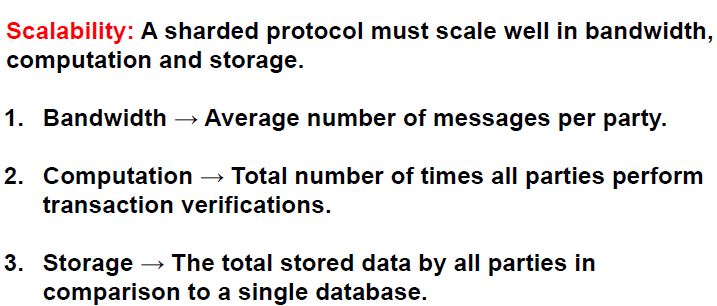 Scalability: A sharded protocol must scale well in bandwidth,
computation and storage.
1. Bandwidth → Average number of messages per party.
2. Computation → Total number of times all parties perform
transaction verifications.
3. Storage → The total stored data by all parties in
comparison to a single database.